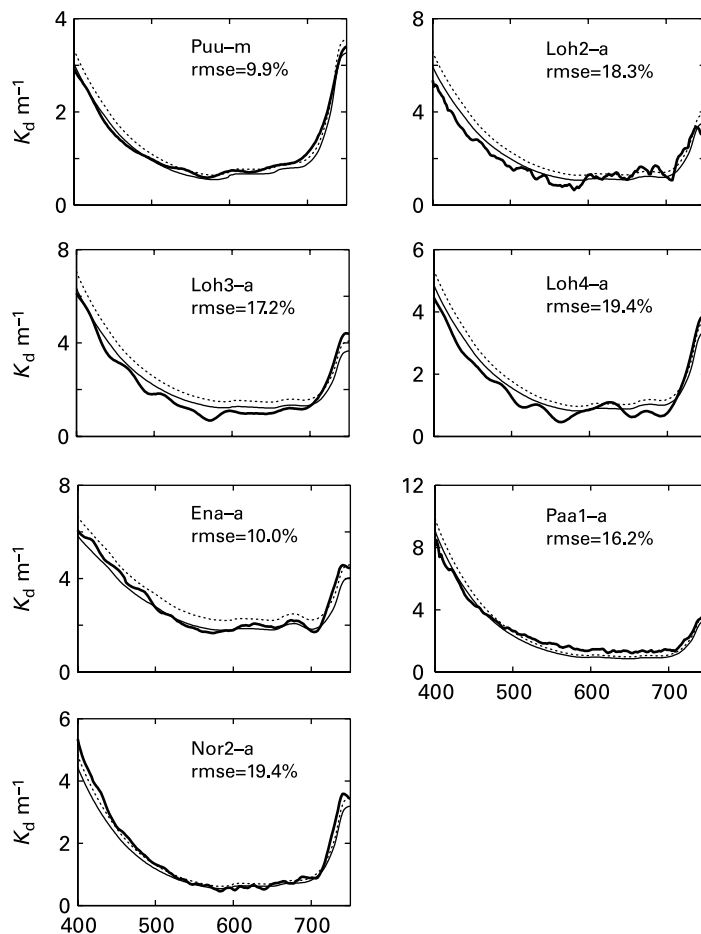 4
2
0
K_d m⁻¹
Puu–m
rmse=9.9%
8
4
0
Loh2–a
rmse=18.3%
8
4
0
K_d m⁻¹
Loh3–a
rmse=17.2%
6
4
2
0
Loh4–a
rmse=19.4%
8
4
2
0
K_d m⁻¹
Ena–a
rmse=10.0%
12
8
4
0
Paa1–a
rmse=16.2%
400 500 600 700
6
4
2
0
K_d m⁻¹
Nor2–a
rmse=19.4%
400 500 600 700